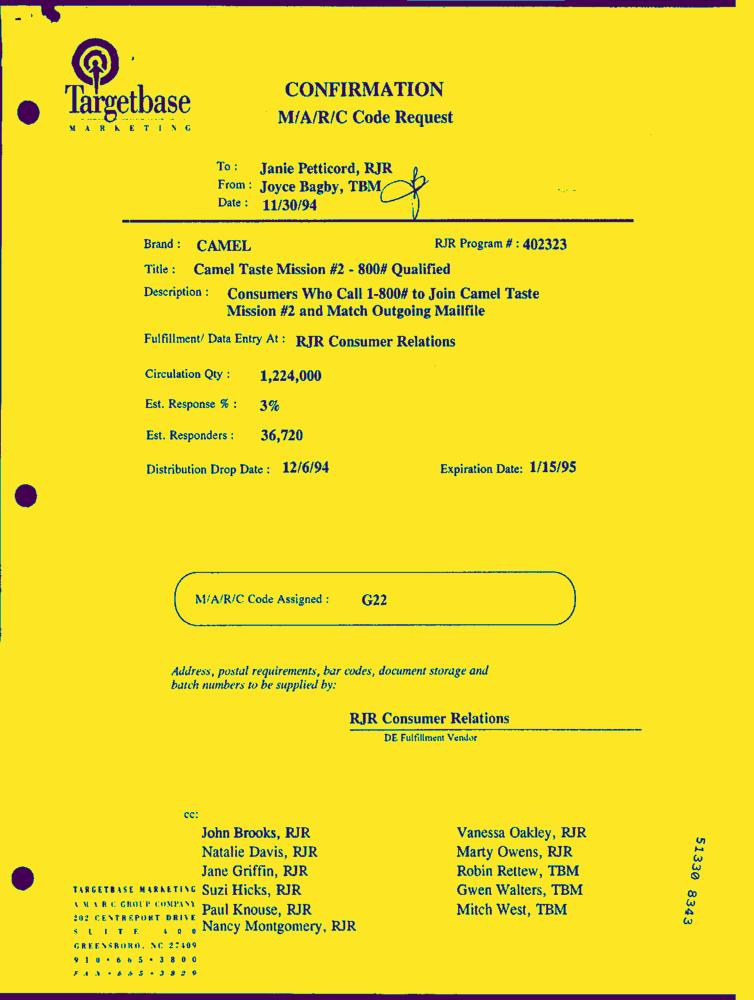 Targetbase
MARKETING
CONFIRMATION
M/A/R/C Code Request
To : Janie Petticord, RJR
From : Joyce Bagby, TBM
Date : 11/30/94
Brand : CAMEL RJR Program # : 402323
Title : Camel Taste Mission #2 - 800# Qualified
Description : Consumers Who Call 1-800# to Join Camel Taste
Mission #2 and Match Outgoing Mailfile
Fulfillment/ Data Entry At : RJR Consumer Relations
Circulation Qty : 1,224,000
Est. Response % : 3%
Est. Responders : 36,720
Distribution Drop Date : 12/6/94 Expiration Date: 1/15/95
M/A/R/C Code Assigned : G22
Address, postal requirements, bar codes, document storage and
batch numbers to be supplied by:
RJR Consumer Relations
DE Fulfillment Vendor
cc:
John Brooks, RJR Vanessa Oakley, RJR
Natalie Davis, RJR Marty Owens, RJR
Jane Griffin, RJR Robin Rettew, TBM
Suzi Hicks, RJR Gwen Walters, TBM
Paul Knouse, RJR Mitch West, TBM
Nancy Montgomery, RJR
TARGETBASE MARKETING
A M/A/R/C GROUP COMPANY
202 CENTREPORT DRIVE
SUITE 400
GREENSBORO, NC 27409
910•665•3800
FAX•665•3829
51330 8343